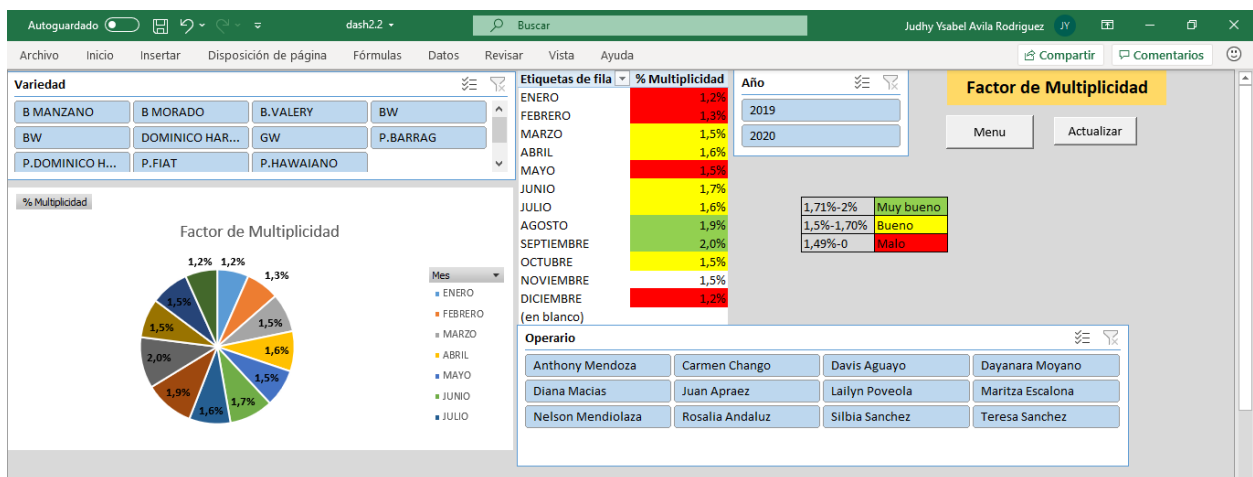 Autoguardado
dash2.2
Buscar
Judhy Ysabel Avila Rodriguez JY
Archivo Inicio Insertar Disposición de página Fórmulas Datos Revisar Vista Ayuda Compartir Comentarios
Variedad
B MANZANO B MORADO B.VALERY BW
BW DOMINICO HAR... GW P.BARRAG
P.DOMINICO H... P.FIAT P.HAWAIANO
Etiquetas de fila % Multiplicidad
ENERO 1,2%
FEBRERO 1,3%
MARZO 1,5%
ABRIL 1,6%
MAYO 1,5%
JUNIO 1,7%
JULIO 1,6%
AGOSTO 1,9%
SEPTIEMBRE 2,0%
OCTUBRE 1,5%
NOVIEMBRE 1,5%
DICIEMBRE 1,2%
(en blanco)
Año
2019
2020
Factor de Multiplicidad
Menu Actualizar
1,71%-2% Muy bueno
1,5%-1,70% Bueno
1,49%-0 Malo
% Multiplicidad
Factor de Multiplicidad
1,2% 1,2%
1,3%
1,5%
1,6%
1,5%
1,7%
1,6%
1,9%
2,0%
1,5%
1,5%
Mes
ENERO
FEBRERO
MARZO
ABRIL
MAYO
JUNIO
JULIO
Operario
Anthony Mendoza Carmen Chango Davis Aguayo Dayanara Moyano
Diana Macias Juan Apraez Lailyn Poveola Maritza Escalona
Nelson Mendiolaza Rosalia Andaluz Silbia Sanchez Teresa Sanchez